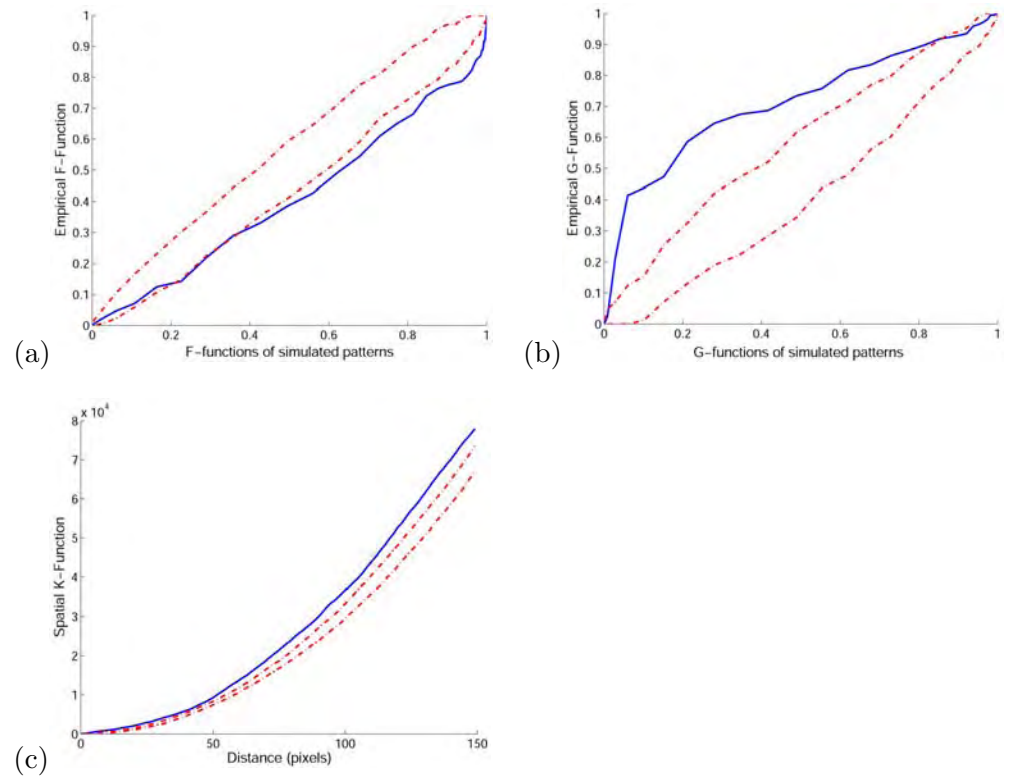 1
0.9
0.8
0.7
0.6
0.5
0.4
0.3
0.2
0.1
0
Empirical F-Function
0 0.2 0.4 0.6 0.8 1
F-functions of simulated patterns
(a)
1
0.9
0.8
0.7
0.6
0.5
0.4
0.3
0.2
0.1
0
Empirical G-Function
0 0.2 0.4 0.6 0.8 1
G-functions of simulated patterns
(b)
x 10^4
8
7
6
5
4
3
2
1
0
Spatial K-Function
0 50 100 150
Distance (pixels)
(c)